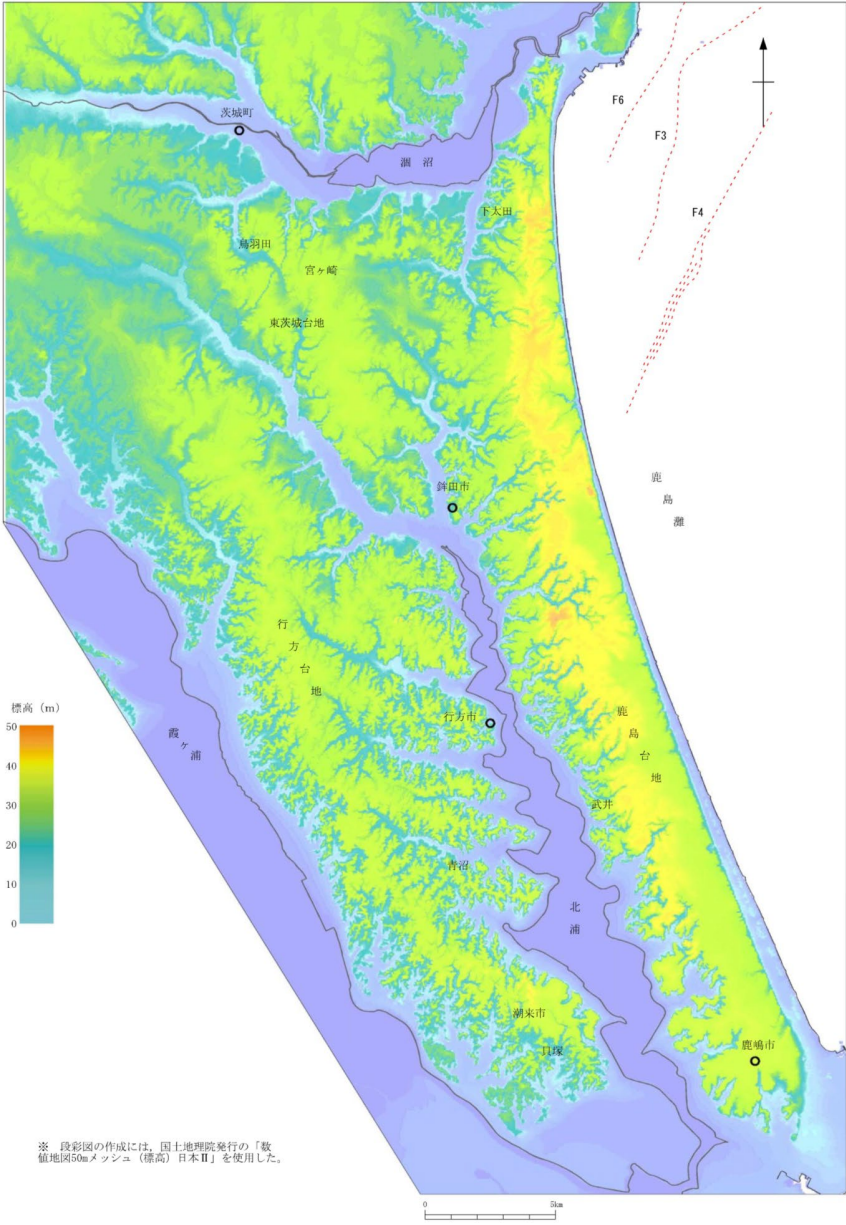 茨城町
涸沼
F6
F3
F4
下太田
鳥羽田
宮ヶ崎
東茨城台地
鉾田市
鹿島灘
行方台地
標高（m）
50
40
30
20
10
0
霞ヶ浦
行方市
鹿島台地
武井
青沼
北浦
潮来市
貝塚
鹿嶋市
※　段彩図の作成には，国土地理院発行の「数
値地図50mメッシュ（標高）日本Ⅱ」を使用した。
0
5km